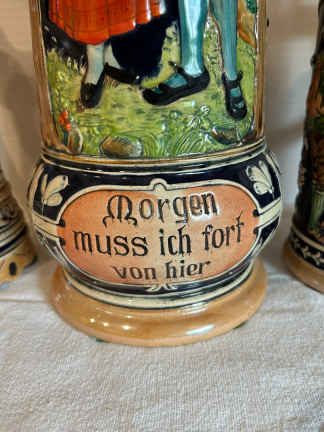 Morgen
muss ich fort
von hier